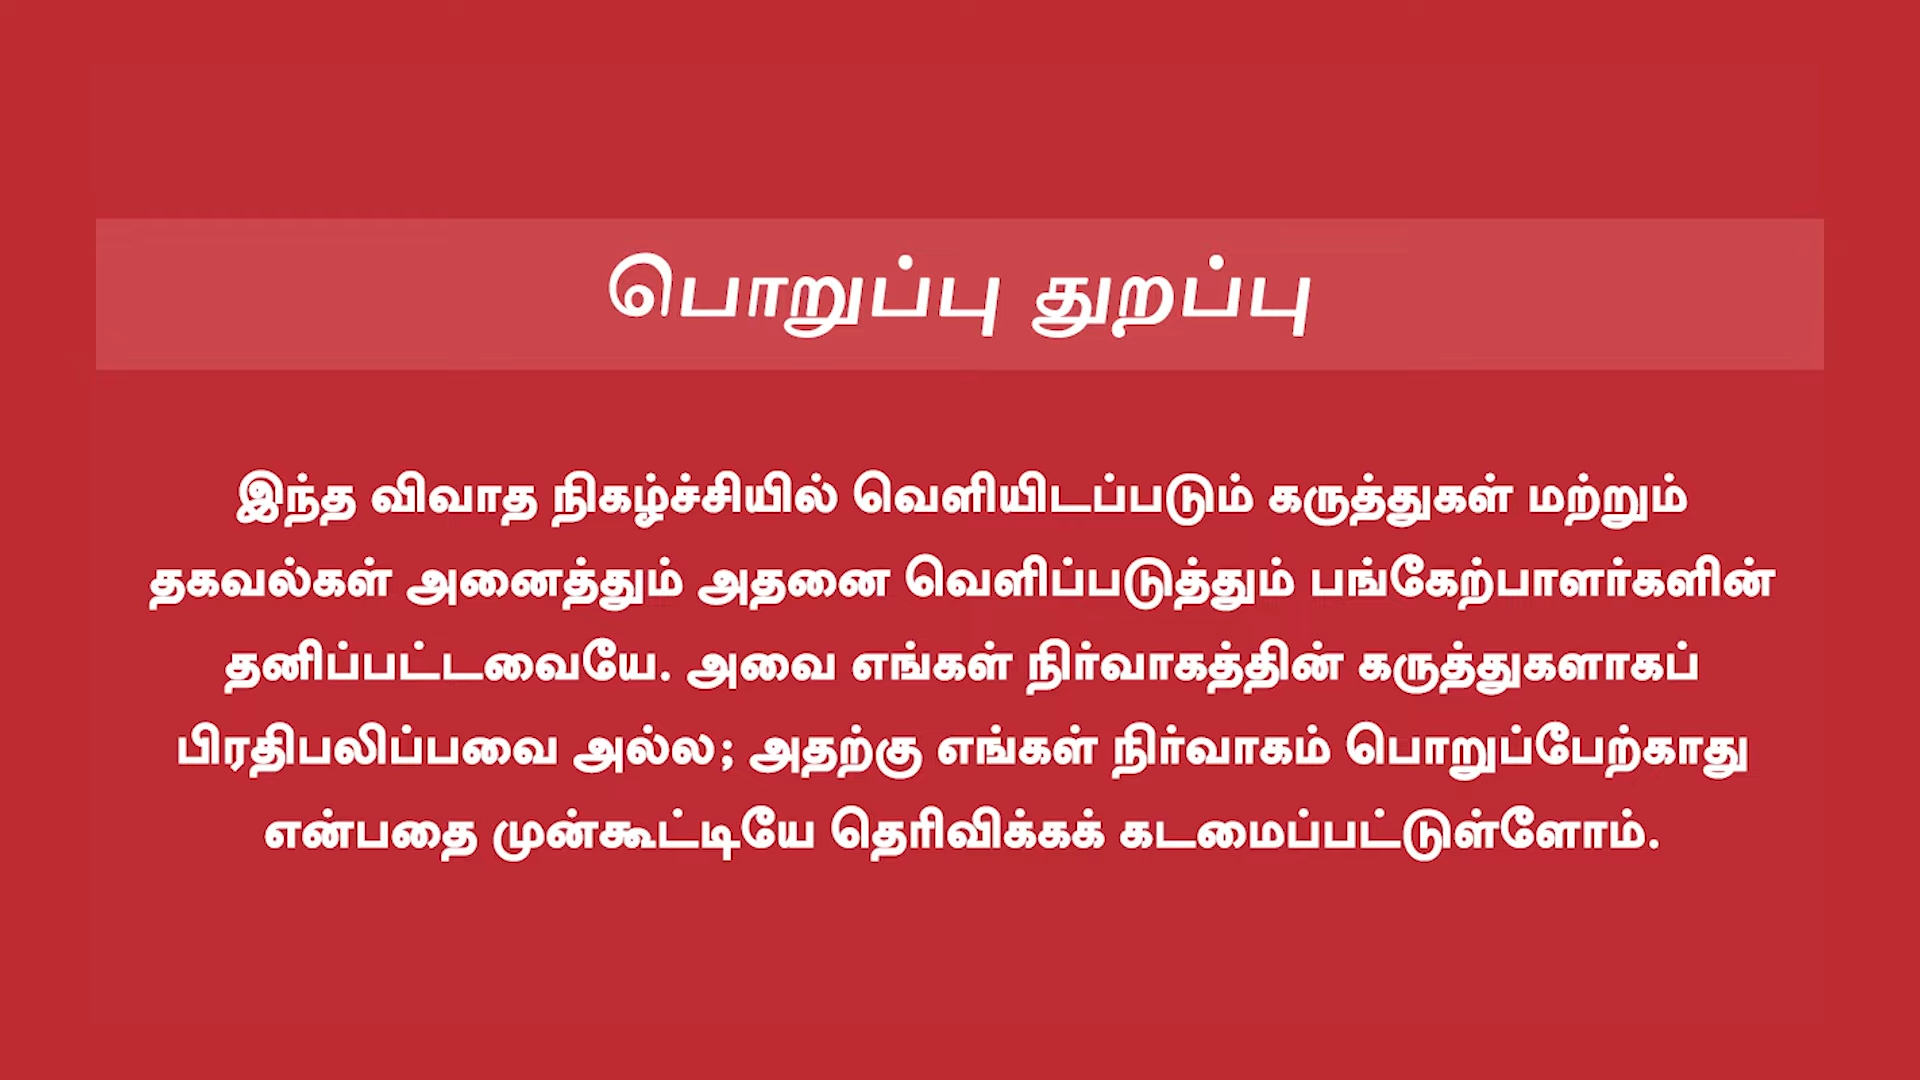 பொறுப்பு துறப்பு
இந்த விவாத நிகழ்ச்சியில் வெளியிடப்படும் கருத்துகள் மற்றும்
தகவல்கள் அனைத்தும் அதனை வெளிப்படுத்தும் பங்கேற்பாளர்களின்
தனிப்பட்டவையே. அவை எங்கள் நிர்வாகத்தின் கருத்துகளாகப்
பிரதிபலிப்பவை அல்ல; அதற்கு எங்கள் நிர்வாகம் பொறுப்பேற்காது
என்பதை முன்கூட்டியே தெரிவிக்கக் கடமைப்பட்டுள்ளோம்.